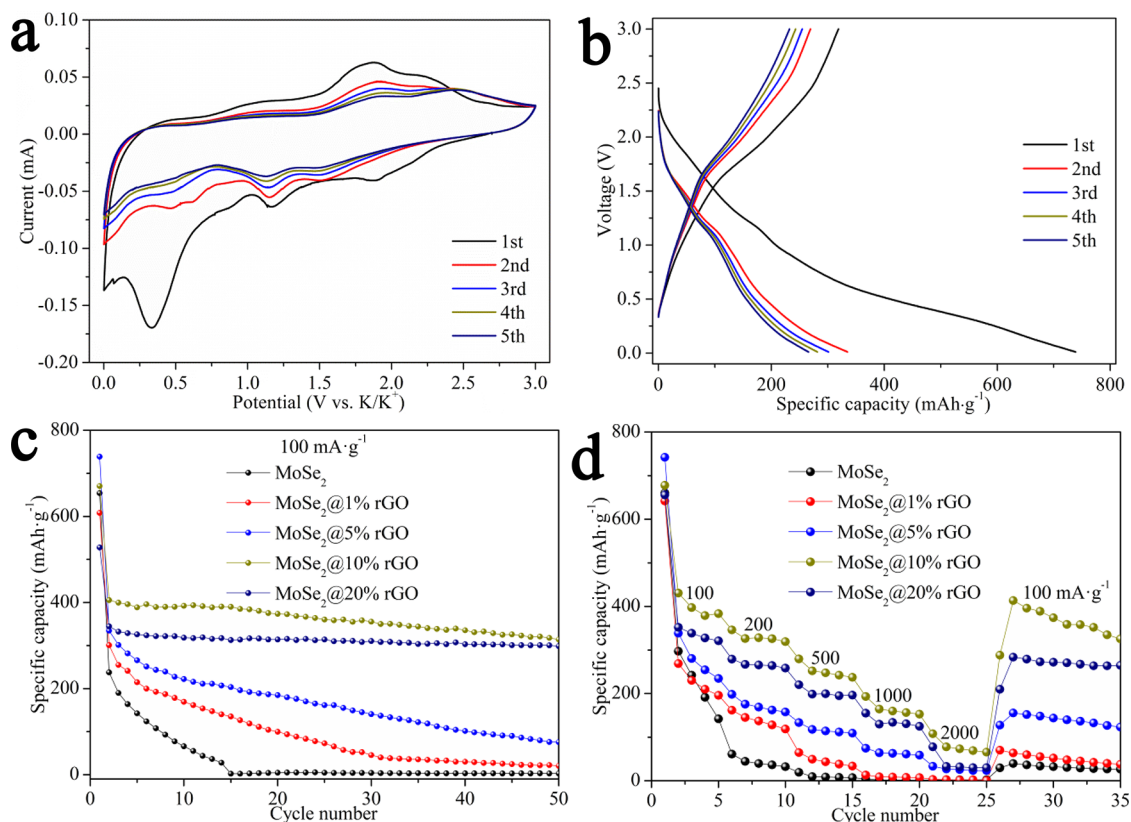 a
0.10
0.05
0.00
-0.05
-0.10
-0.15
-0.20
Current (mA)
0.0 0.5 1.0 1.5 2.0 2.5 3.0
Potential (V vs. K/K⁺)
1st
2nd
3rd
4th
5th
b
3.0
2.5
2.0
1.5
1.0
0.5
0.0
Voltage (V)
0 200 400 600 800
Specific capacity (mAh·g⁻¹)
1st
2nd
3rd
4th
5th
c
800
600
400
200
0
Specific capacity (mAh·g⁻¹)
0 10 20 30 40 50
Cycle number
100 mA·g⁻¹
MoSe₂
MoSe₂@1% rGO
MoSe₂@5% rGO
MoSe₂@10% rGO
MoSe₂@20% rGO
d
800
600
400
200
0
Specific capacity (mAh·g⁻¹)
0 5 10 15 20 25 30 35
Cycle number
MoSe₂
MoSe₂@1% rGO
MoSe₂@5% rGO
MoSe₂@10% rGO
MoSe₂@20% rGO
100
200
500
1000
2000
100 mA·g⁻¹